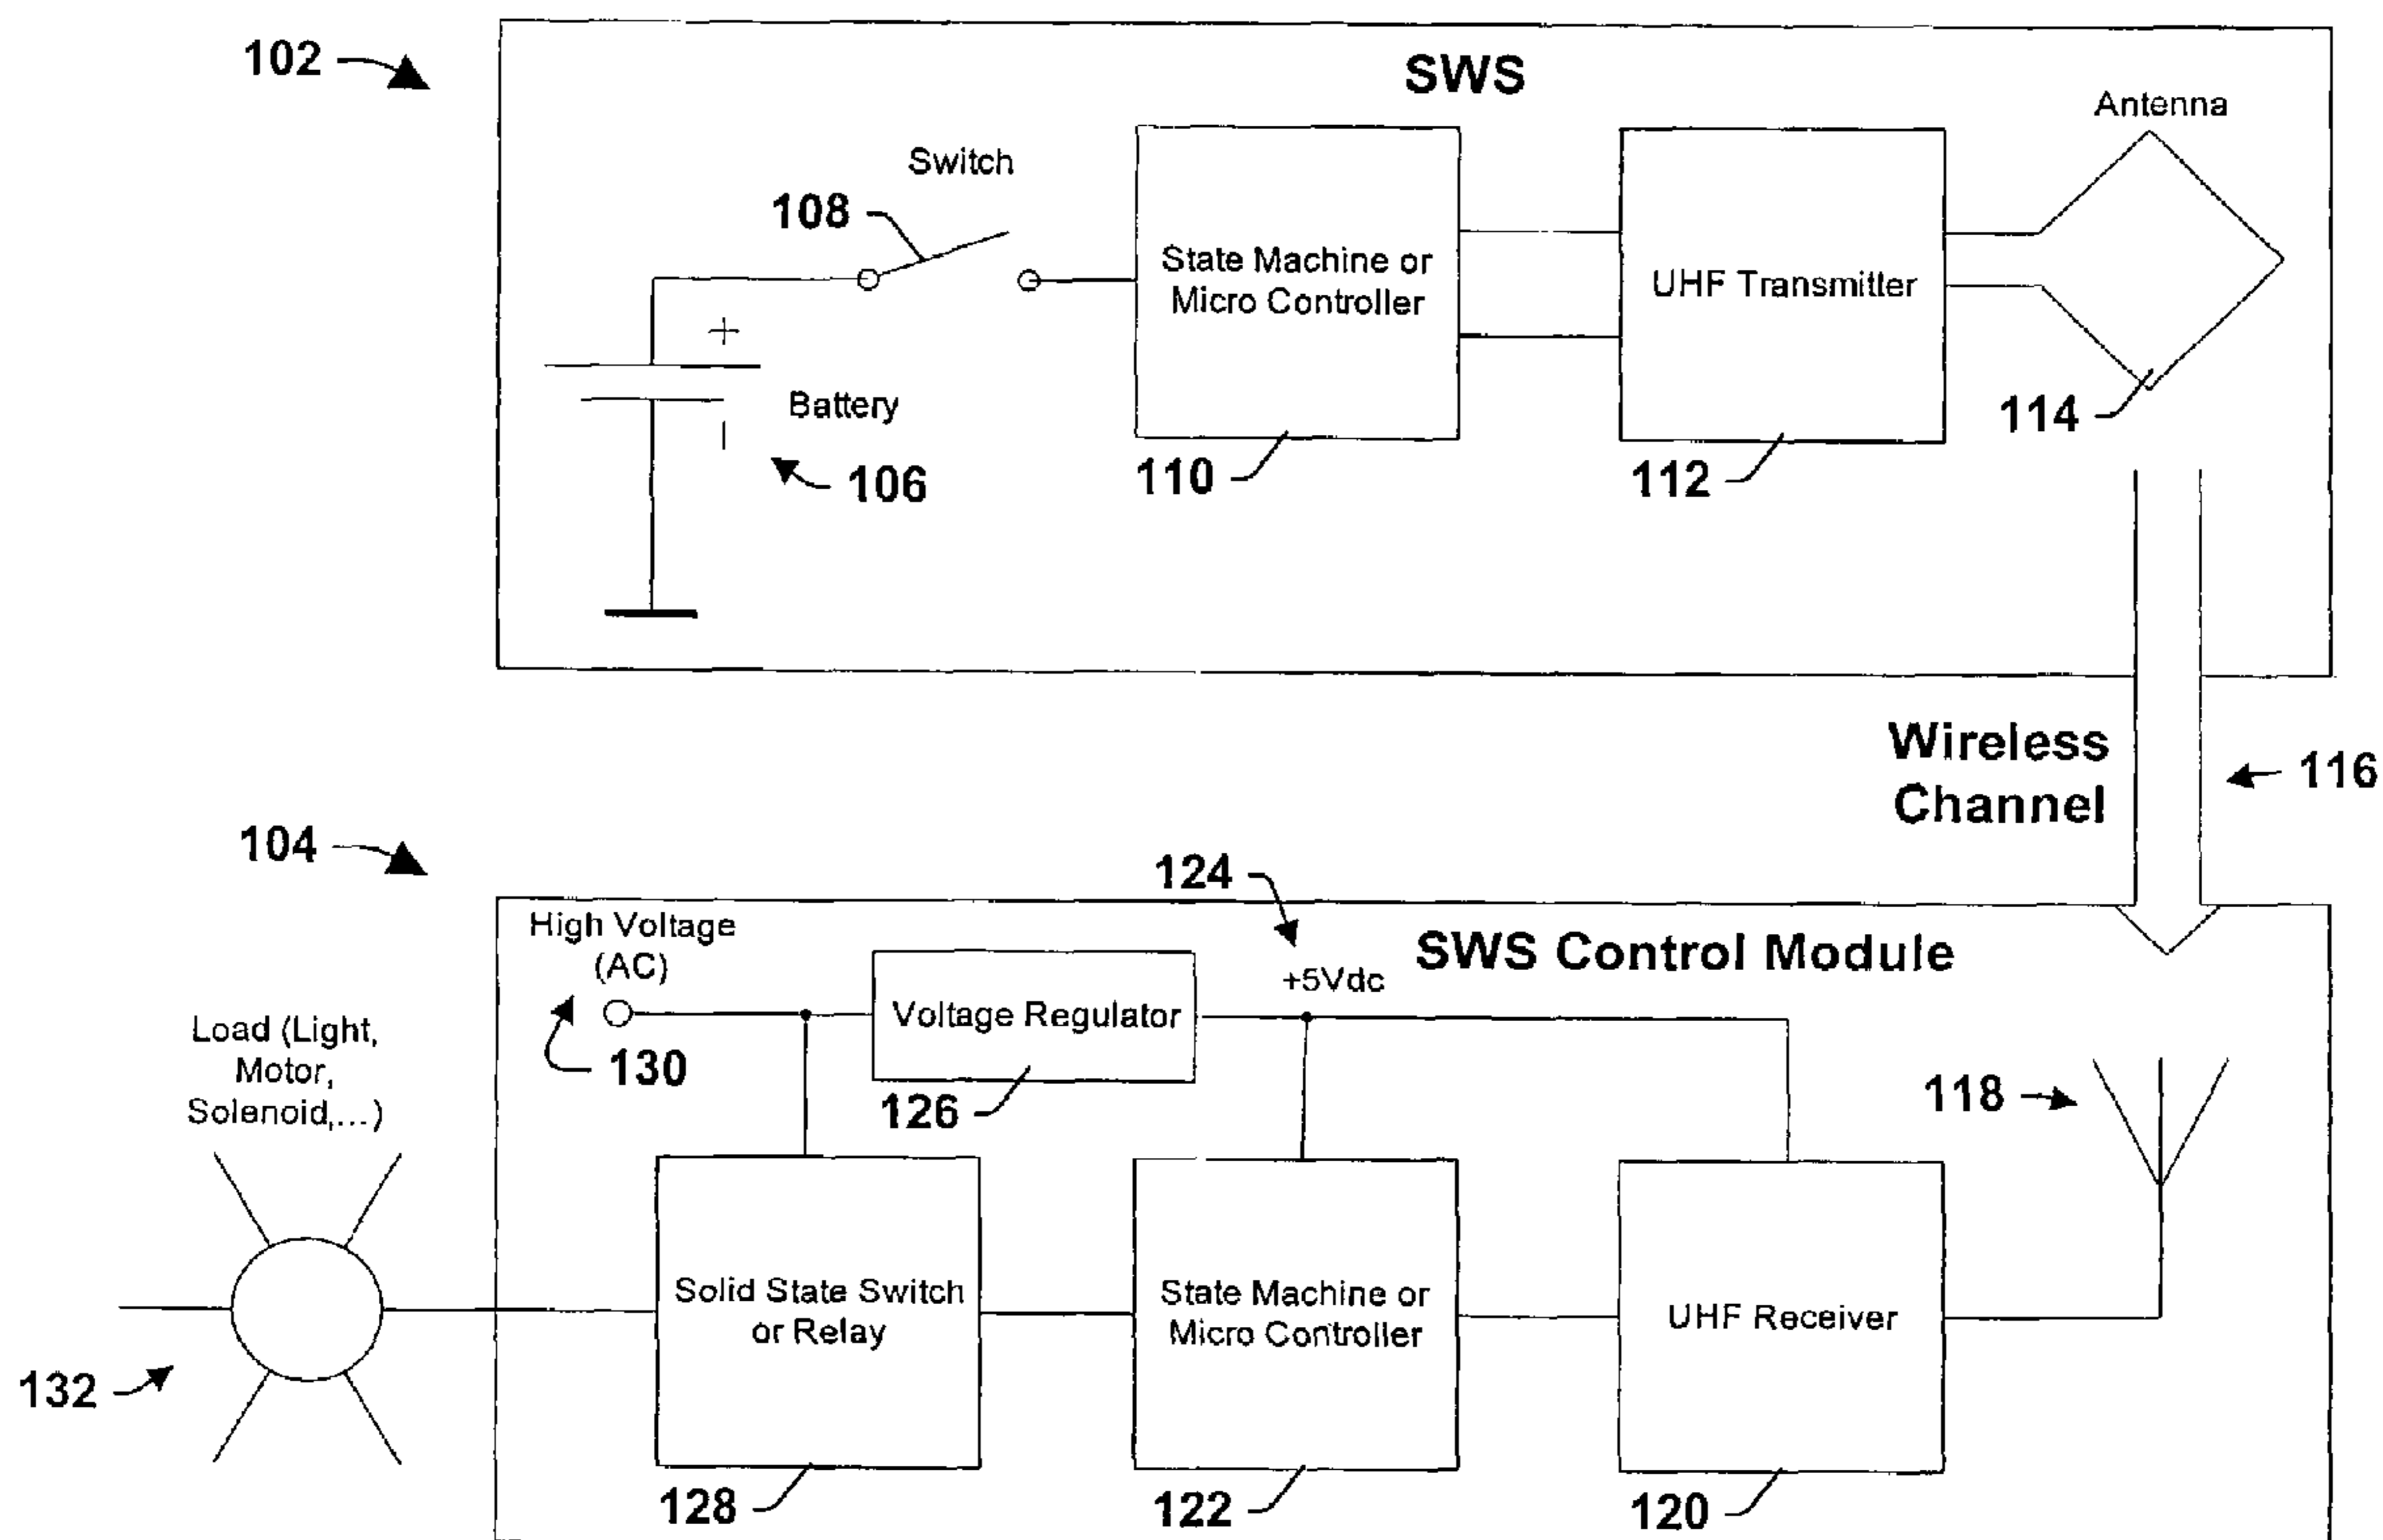 102
SWS
Antenna
Switch
108
State Machine or
Micro Controller
UHF Transmitter
+
Battery
–
106
110
112
114
Wireless
Channel
116
104
124
High Voltage
(AC)
SWS Control Module
+5Vdc
Voltage Regulator
130
126
Load (Light,
Motor,
Solenoid,...)
118
Solid State Switch
or Relay
State Machine or
Micro Controller
UHF Receiver
132
128
122
120